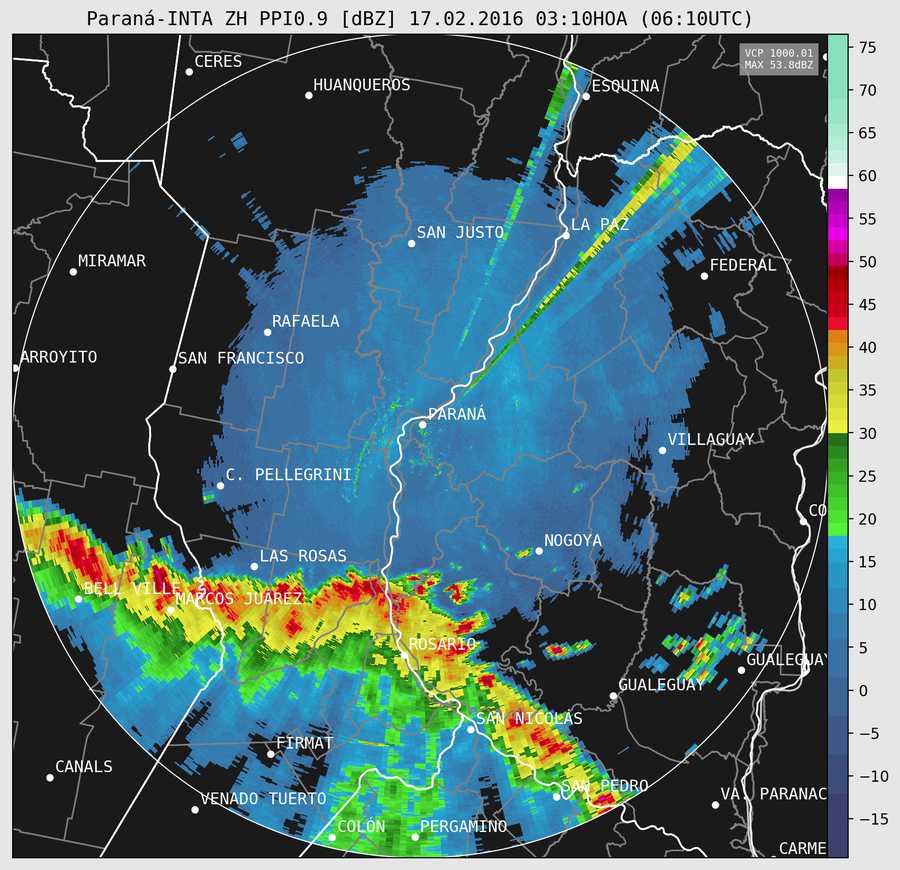 Paraná-INTA ZH PPI0.9 [dBZ] 17.02.2016 03:10HOA (06:10UTC)
VCP 1000.01
MAX 53.8dBZ
CERES
HUANQUEROS
ESQUINA
SAN JUSTO
LA PAZ
MIRAMAR
FEDERAL
RAFAELA
ARROYITO
SAN FRANCISCO
PARANÁ
VILLAGUAY
C. PELLEGRINI
CO
NOGOYA
LAS ROSAS
BELL VILLE
MARCOS JUAREZ
ROSARIO
GUALEGUAY
GUALEGUAY
SAN NICOLÁS
FIRMAT
CANALS
SAN PEDRO
VENADO TUERTO
VA. PARANAC
COLÓN
PERGAMINO
CARME
75
70
65
60
55
50
45
40
35
30
25
20
15
10
5
0
−5
−10
−15